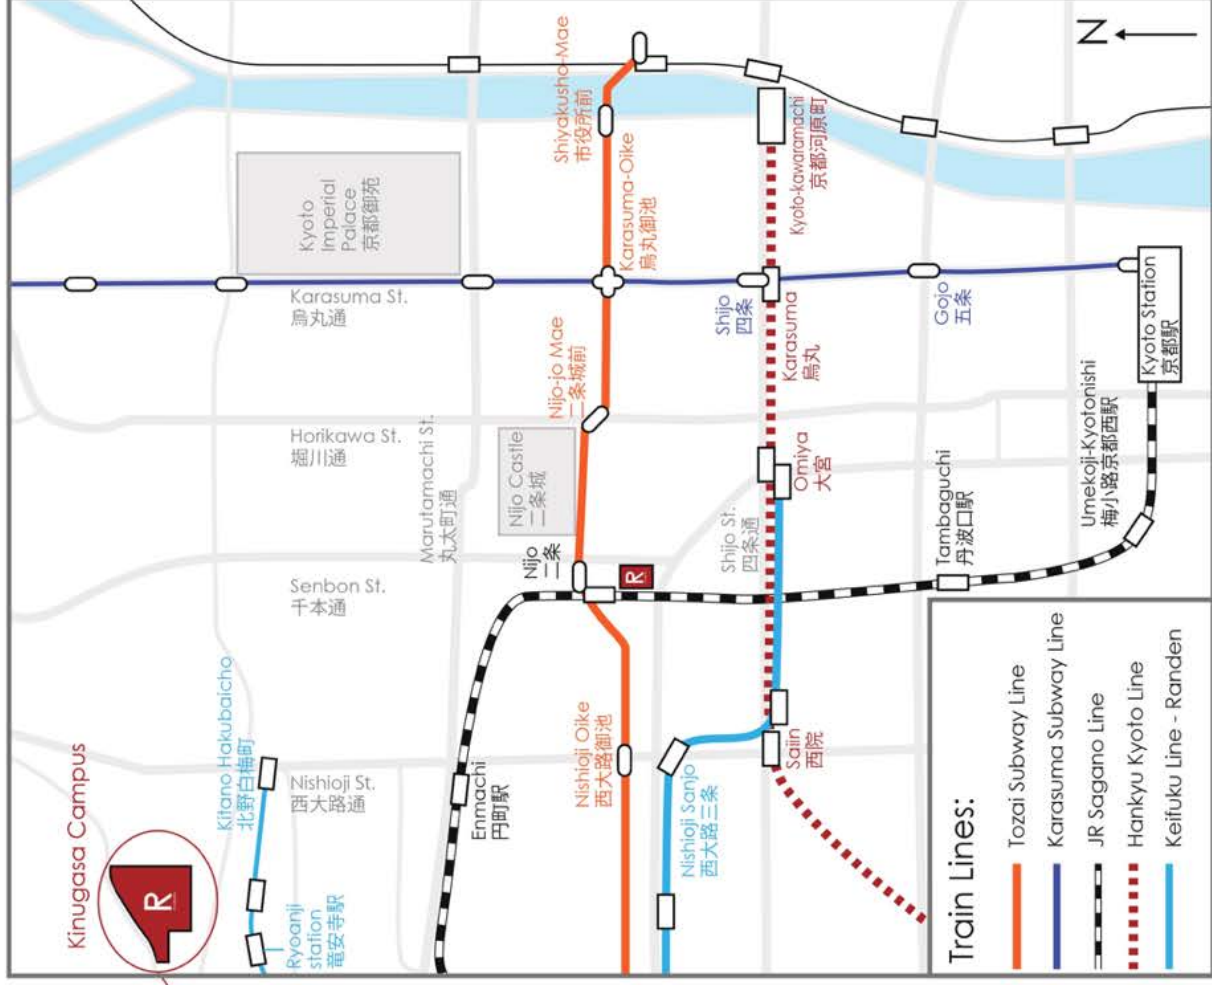 Kinugasa Campus
R
Kitano Hakubaicho
北野白梅町
Ryoanji
station
竜安寺駅
Nishioji St.
西大路通
Senbon St.
千本通
Horikawa St.
堀川通
Karasuma St.
烏丸通
Kyoto
Imperial
Palace
京都御苑
Marutamachi St.
丸太町通
Enmachi
円町駅
Nijo
二条
Nijo Castle
二条城
Nijo-jo Mae
二条城前
Shiyakusho-Mae
市役所前
Nishioji Oike
西大路御池
R
Karasuma-Oike
烏丸御池
Nishioji Sanjo
西大路三条
Shijo St.
四条通
Shijo
四条
Saiin
西院
Omiya
大宮
Karasuma
烏丸
Kyoto-kawaramachi
京都河原町
Tambaguchi
丹波口駅
Gojo
五条
Umekoji-Kyotonishi
梅小路京都西駅
Kyoto Station
京都駅
N
Train Lines:
Tozai Subway Line
Karasuma Subway Line
JR Sagano Line
Hankyu Kyoto Line
Keifuku Line - Randen